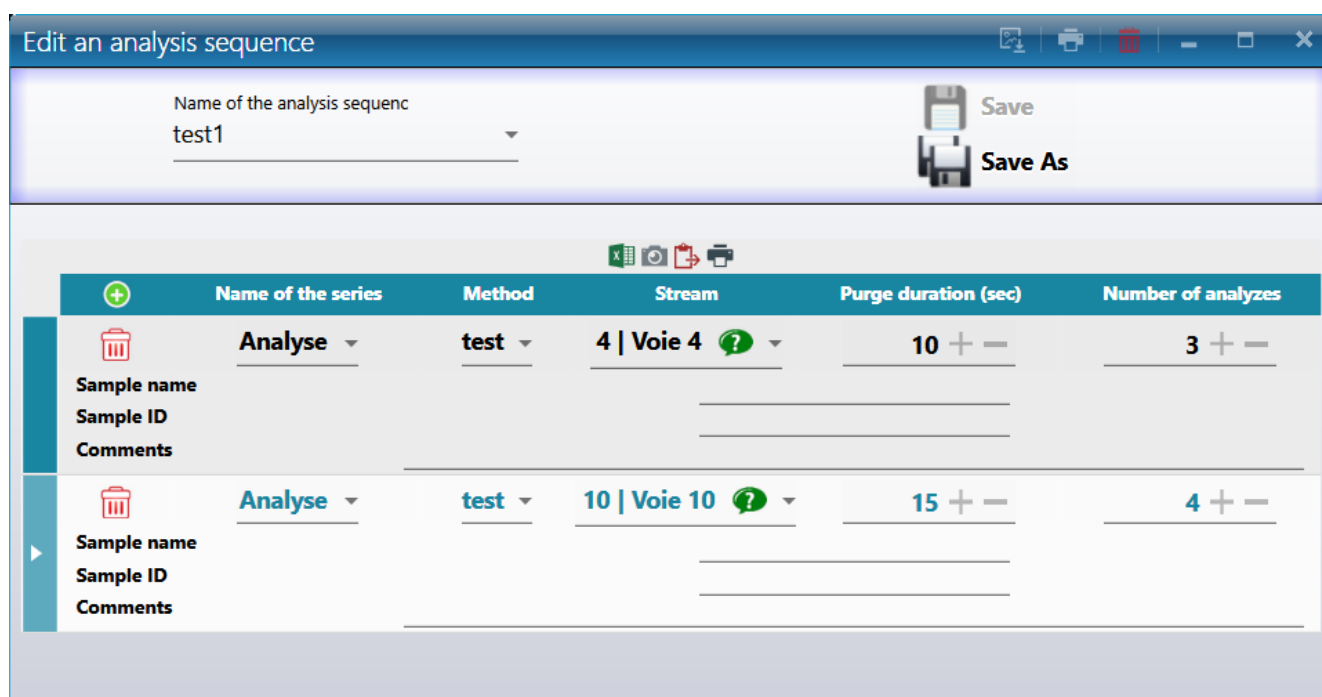 Edit an analysis sequence
Name of the analysis sequenc
test1
Save
Save As
Name of the series Method Stream Purge duration (sec) Number of analyzes
Analyse test 4 | Voie 4 10 3
Sample name
Sample ID
Comments
Analyse test 10 | Voie 10 15 4
Sample name
Sample ID
Comments